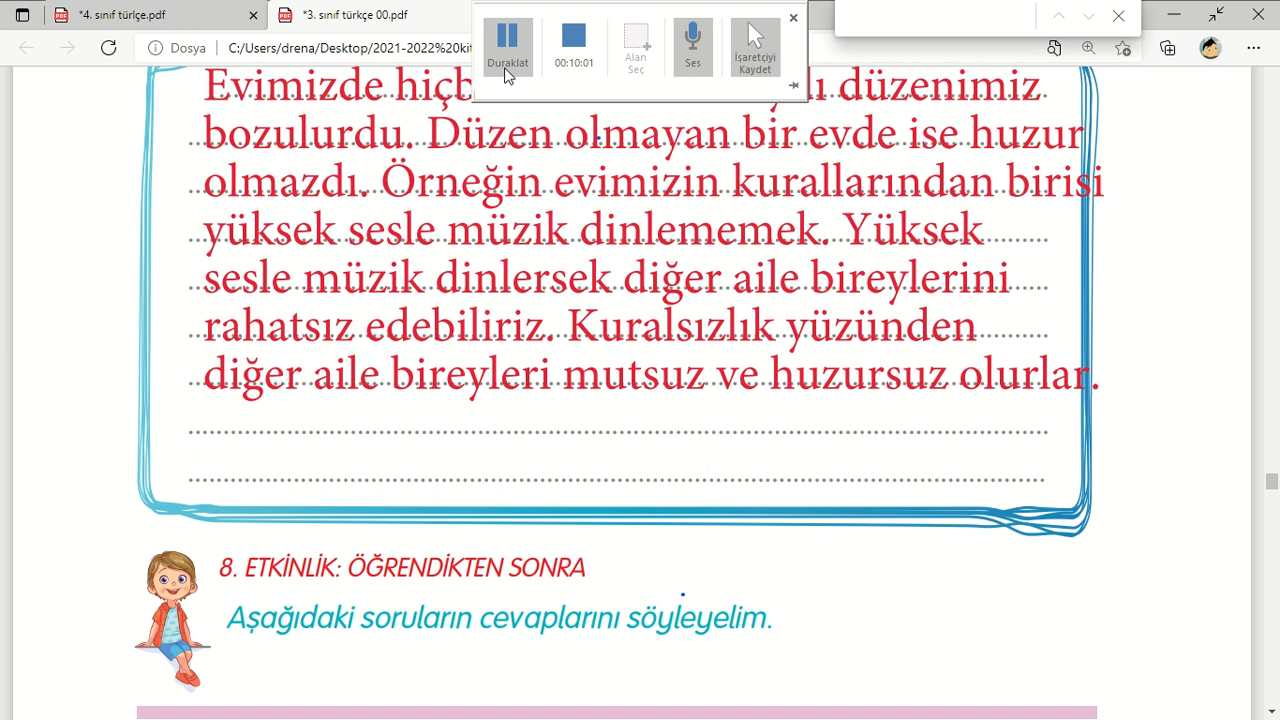 *4. sınıf türlçe.pdf
*3. sınıf türkçe 00.pdf
Dosya
C:/Users/drena/Desktop/2021-2022%20kit
Duraklat
00:10:01
Alan Seç
Ses
İşaretçiyi Kaydet
Evimizde düzenimiz
bozulurdu. Düzen olmayan bir evde ise huzur
olmazdı. Örneğin evimizin kurallarından birisi
yüksek sesle müzik dinlememek. Yüksek
sesle müzik dinlersek diğer aile bireylerini
rahatsız edebiliriz. Kuralsızlık yüzünden
diğer aile bireyleri mutsuz ve huzursuz olurlar.
8. ETKİNLİK: ÖĞRENDİKTEN SONRA
Aşağıdaki soruların cevaplarını söyleyelim.